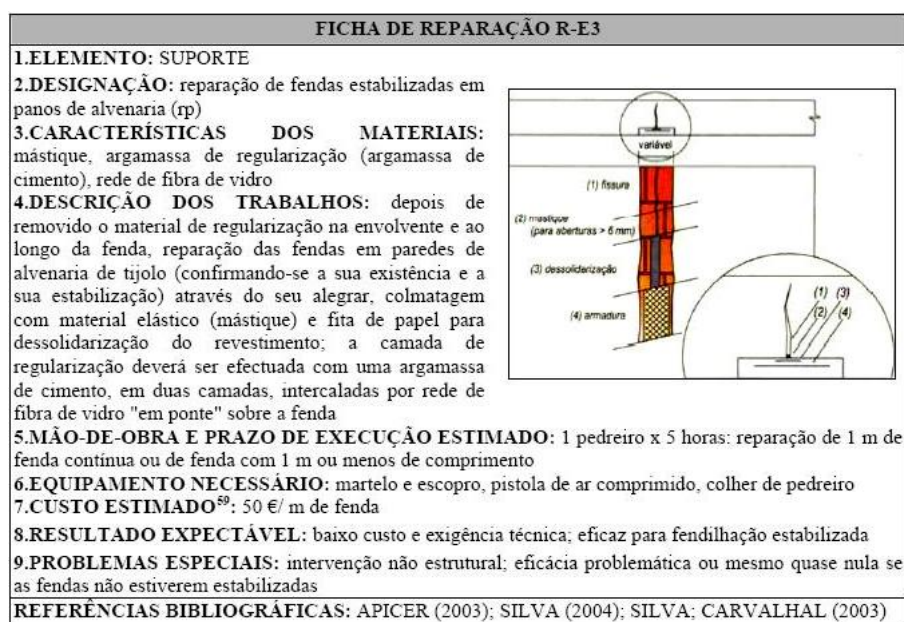 FICHA DE REPARAÇÃO R-E3
1.ELEMENTO: SUPORTE
2.DESIGNAÇÃO: reparação de fendas estabilizadas em
panos de alvenaria (rp)
3.CARACTERÍSTICAS DOS MATERIAIS:
mástique, argamassa de regularização (argamassa de
cimento), rede de fibra de vidro
4.DESCRIÇÃO DOS TRABALHOS: depois de
removido o material de regularização na envolvente e ao
longo da fenda, reparação das fendas em paredes de
alvenaria de tijolo (confirmando-se a sua existência e a
sua estabilização) através do seu alegrar, colmatagem
com material elástico (mástique) e fita de papel para
dessolidarização do revestimento; a camada de
regularização deverá ser efectuada com uma argamassa
de cimento, em duas camadas, intercaladas por rede de
fibra de vidro "em ponte" sobre a fenda
variável
(1) fissura
(2) mástique
(para aberturas > 6 mm)
(3) dessolidarização
(4) armadura
(1) (3)
(2) (4)
5.MÃO-DE-OBRA E PRAZO DE EXECUÇÃO ESTIMADO: 1 pedreiro x 5 horas: reparação de 1 m de
fenda contínua ou de fenda com 1 m ou menos de comprimento
6.EQUIPAMENTO NECESSÁRIO: martelo e escopro, pistola de ar comprimido, colher de pedreiro
7.CUSTO ESTIMADO⁵⁹: 50 €/ m de fenda
8.RESULTADO EXPECTÁVEL: baixo custo e exigência técnica; eficaz para fendilhação estabilizada
9.PROBLEMAS ESPECIAIS: intervenção não estrutural; eficácia problemática ou mesmo quase nula se
as fendas não estiverem estabilizadas
REFERÊNCIAS BIBLIOGRÁFICAS: APICER (2003); SILVA (2004); SILVA; CARVALHAL (2003)